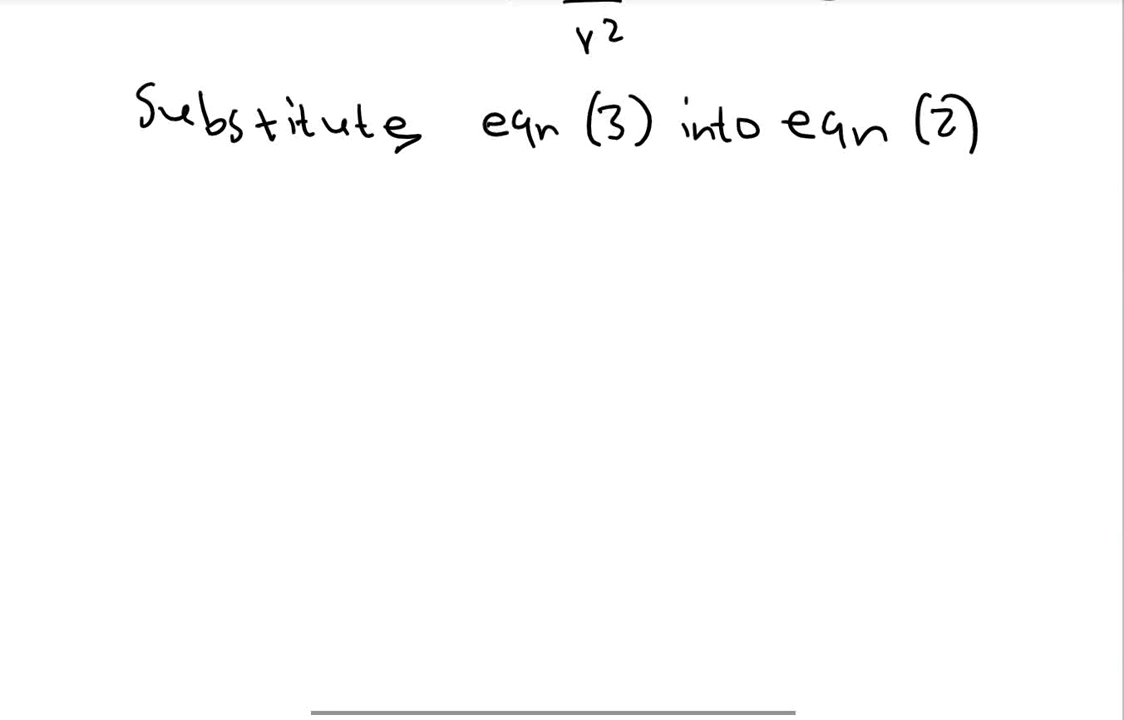 r2
Substitute eqn (3) into eqn (2)